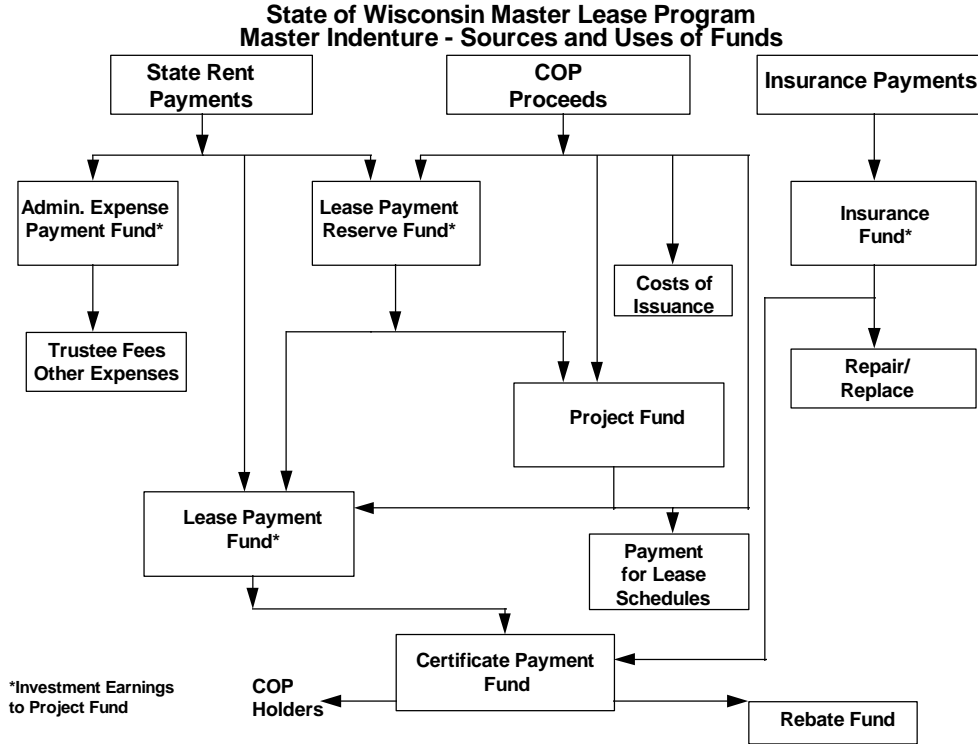 State of Wisconsin Master Lease Program
Master Indenture - Sources and Uses of Funds
State Rent
Payments
COP
Proceeds
Insurance Payments
Admin. Expense
Payment Fund*
Lease Payment
Reserve Fund*
Insurance
Fund*
Costs of
Issuance
Trustee Fees
Other Expenses
Repair/
Replace
Project Fund
Lease Payment
Fund*
Payment
for Lease
Schedules
Certificate Payment
Fund
*Investment Earnings
to Project Fund
COP
Holders
Rebate Fund